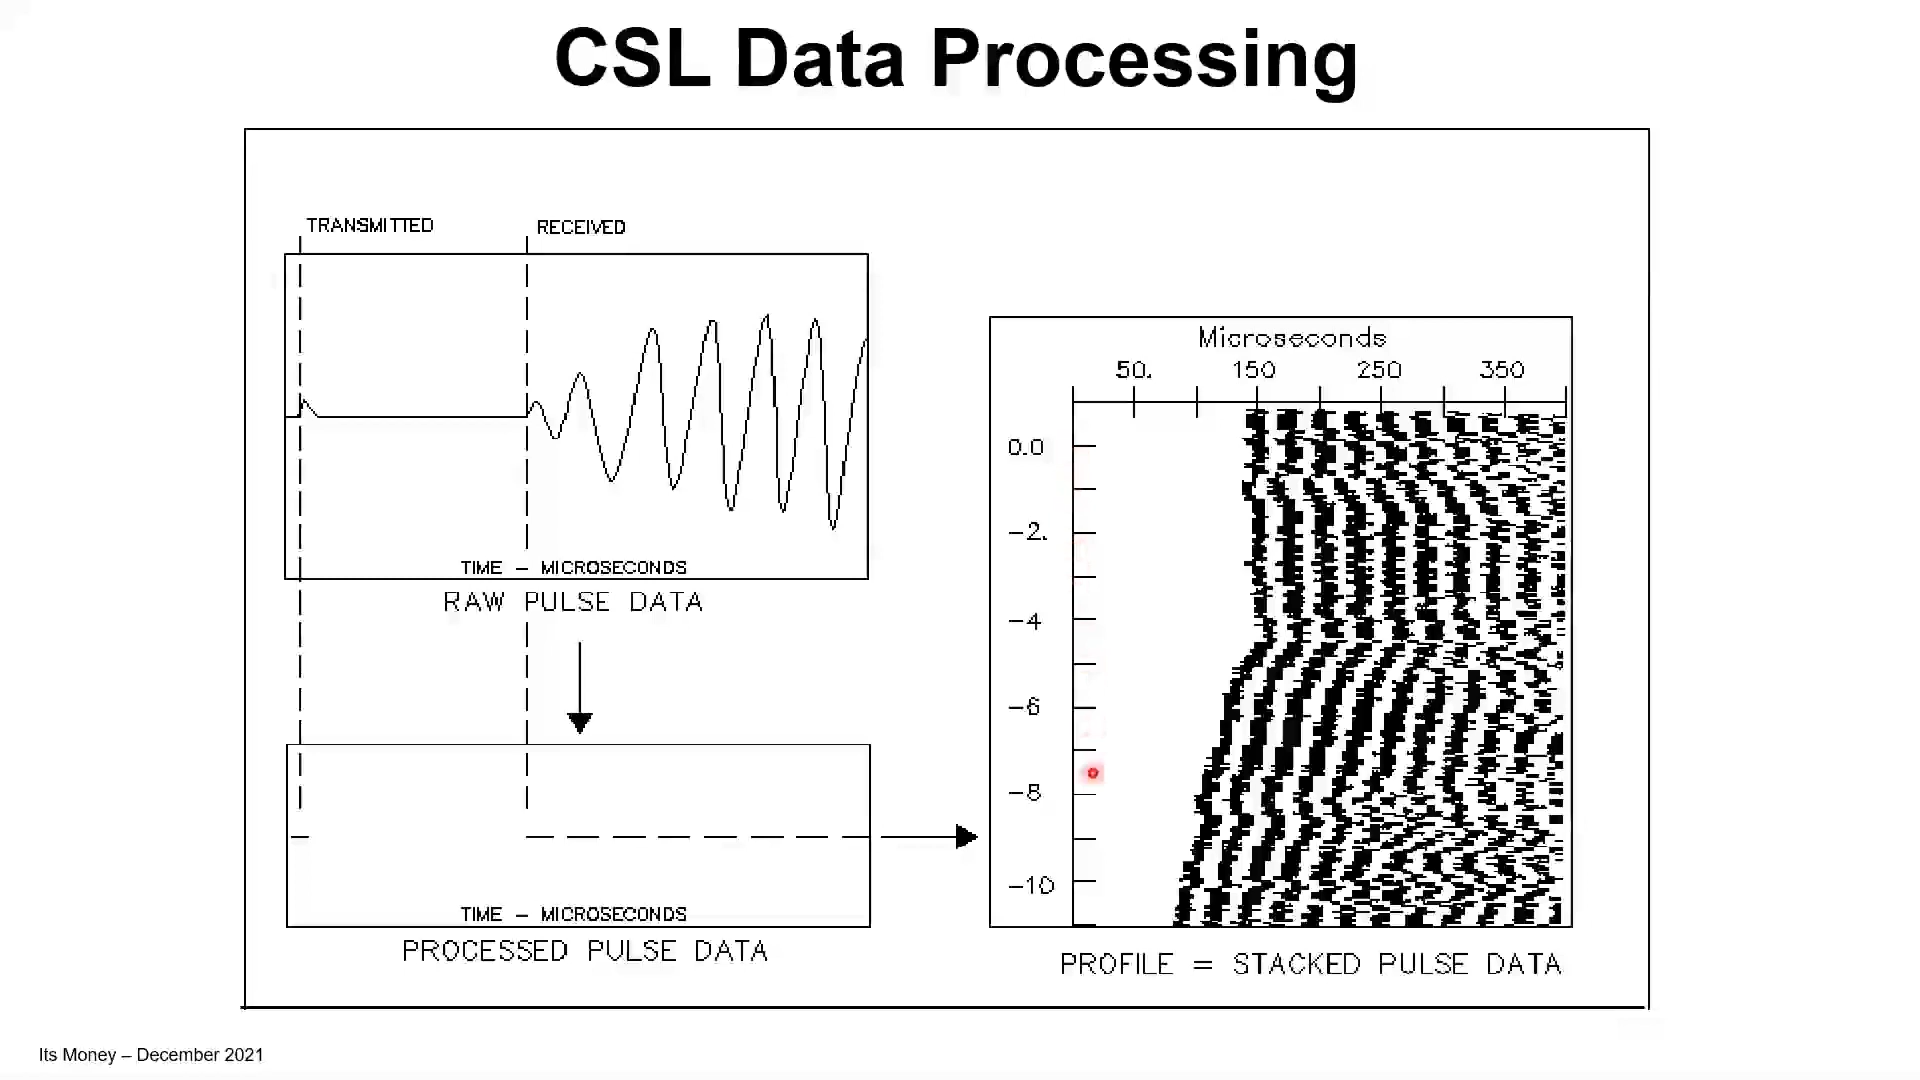 CSL Data Processing
TRANSMITTED
RECEIVED
TIME – MICROSECONDS
RAW PULSE DATA
TIME – MICROSECONDS
PROCESSED PULSE DATA
Microseconds
50. 150 250 350
0.0
−2.
−4
−6
−8
−10
PROFILE = STACKED PULSE DATA
Its Money – December 2021